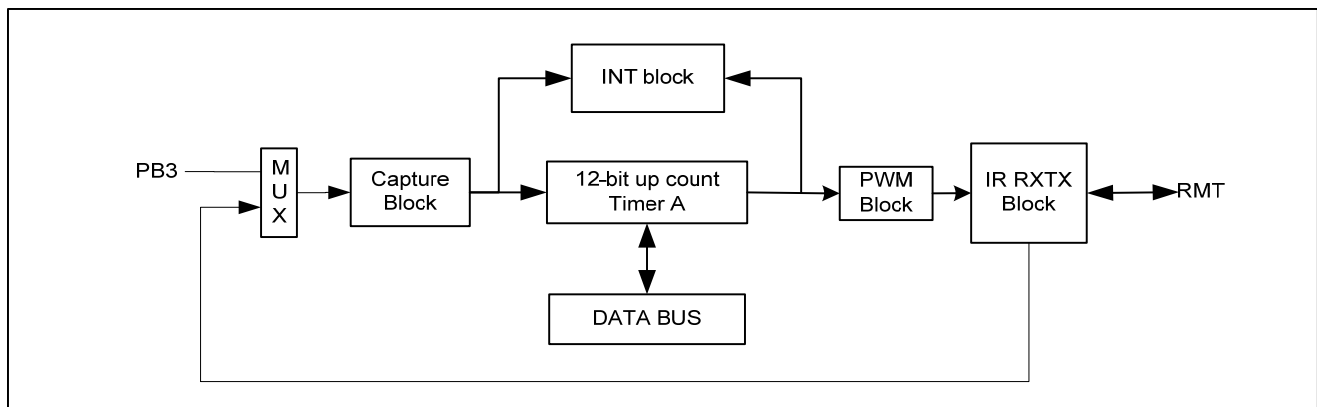 INT block
PB3
M
U
X
Capture
Block
12-bit up count
Timer A
PWM
Block
IR RXTX
Block
RMT
DATA BUS